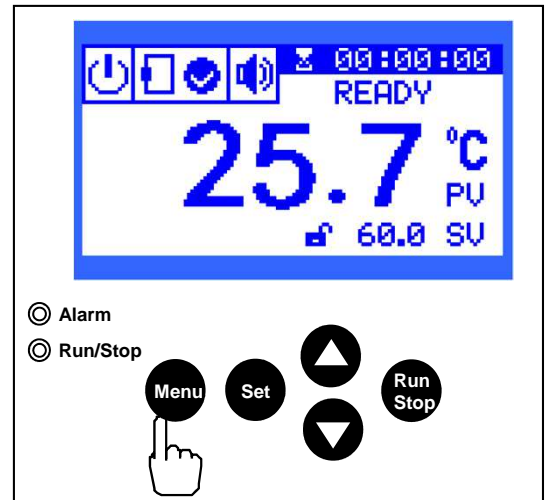 00:00:00
READY
25.7 °C
PV
60.0 SV
Alarm
Run/Stop
Menu
Set
Run
Stop